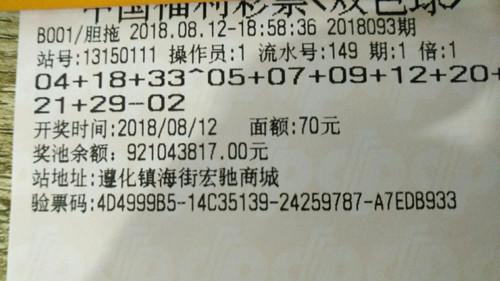 中国福利彩票<双色球>
B001/胆拖 2018.08.12-18:58:36 2018093期
站号:13150111 操作员:1 流水号:149 期:1 倍:1
04+18+33^05+07+09+12+20+
21+29-02
开奖时间:2018/08/12 面额:70元
奖池余额: 921043817.00元
站地址:遵化镇海街宏驰商城
验票码:4D4999B5-14C35139-24259787-A7EDB933